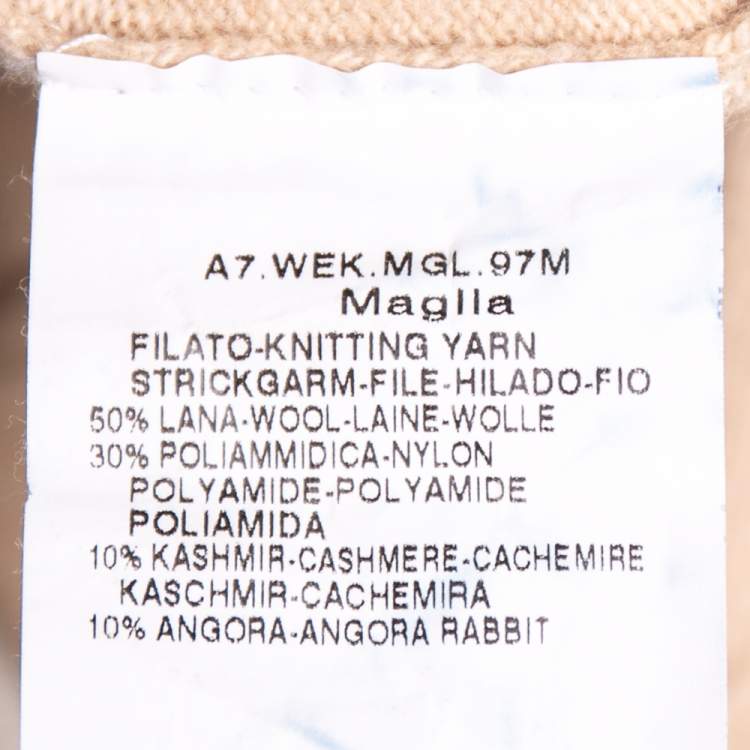 A7.WEK.MGL.97M
Maglia
FILATO-KNITTING YARN
STRICKGARM-FILE-HILADO-FIO
50% LANA-WOOL-LAINE-WOLLE
30% POLIAMMIDICA-NYLON
POLYAMIDE-POLYAMIDE
POLIAMIDA
10% KASHMIR-CASHMERE-CACHEMIRE
KASCHMIR-CACHEMIRA
10% ANGORA-ANGORA RABBIT